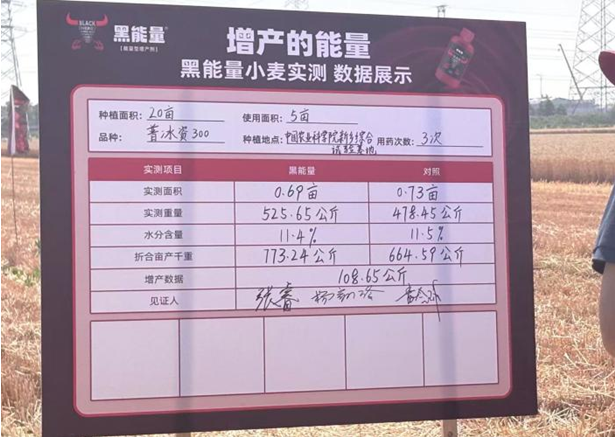 BLACK
黑能量®
增产的能量
黑能量小麦实测 数据展示
种植面积: 20亩 使用面积: 5亩
品种: 普冰资300 种植地点: 中国农业科学院新乡综合试验基地 用药次数: 3次
实测项目 黑能量 对照
实测面积 0.69亩 0.73亩
实测重量 525.65公斤 478.45公斤
水分含量 11.4% 11.5%
折合亩产干重 773.24公斤 664.59公斤
增产数据 108.65公斤
见证人